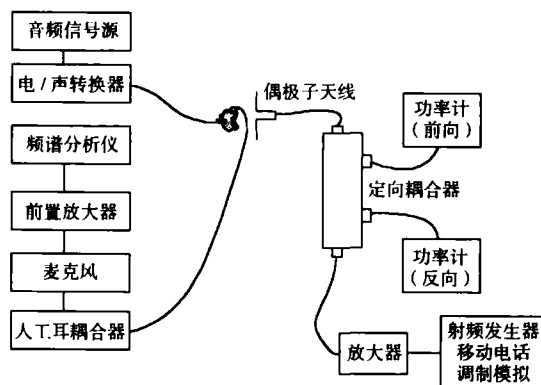 音频信号源
电/声转换器
频谱分析仪
前置放大器
麦克风
人工耳耦合器
偶极子天线
功率计
(前向)
定向耦合器
功率计
(反向)
放大器
射频发生器
移动电话
调制模拟